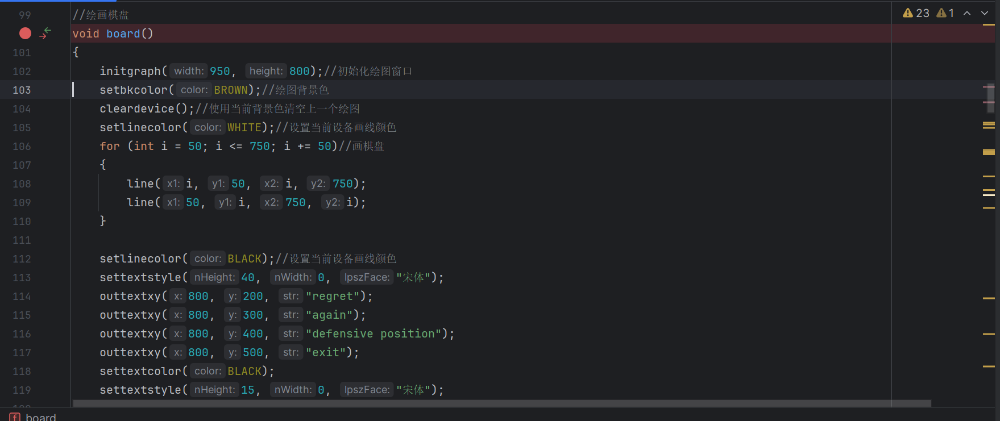 99 //绘画棋盘
23 1
void board()
101 {
102 initgraph( width: 950, height: 800);//初始化绘图窗口
103 setbkcolor( color: BROWN);//绘图背景色
104 cleardevice();//使用当前背景色清空上一个绘图
105 setlinecolor( color: WHITE);//设置当前设备画线颜色
106 for (int i = 50; i <= 750; i += 50)//画棋盘
107 {
108 line( x1: i, y1: 50, x2: i, y2: 750);
109 line( x1: 50, y1: i, x2: 750, y2: i);
110 }
111
112 setlinecolor( color: BLACK);//设置当前设备画线颜色
113 settextstyle( nHeight: 40, nWidth: 0, lpszFace: "宋体");
114 outtextxy( x: 800, y: 200, str: "regret");
115 outtextxy( x: 800, y: 300, str: "again");
116 outtextxy( x: 800, y: 400, str: "defensive position");
117 outtextxy( x: 800, y: 500, str: "exit");
118 settextcolor( color: BLACK);
119 settextstyle( nHeight: 15, nWidth: 0, lpszFace: "宋体");
f board